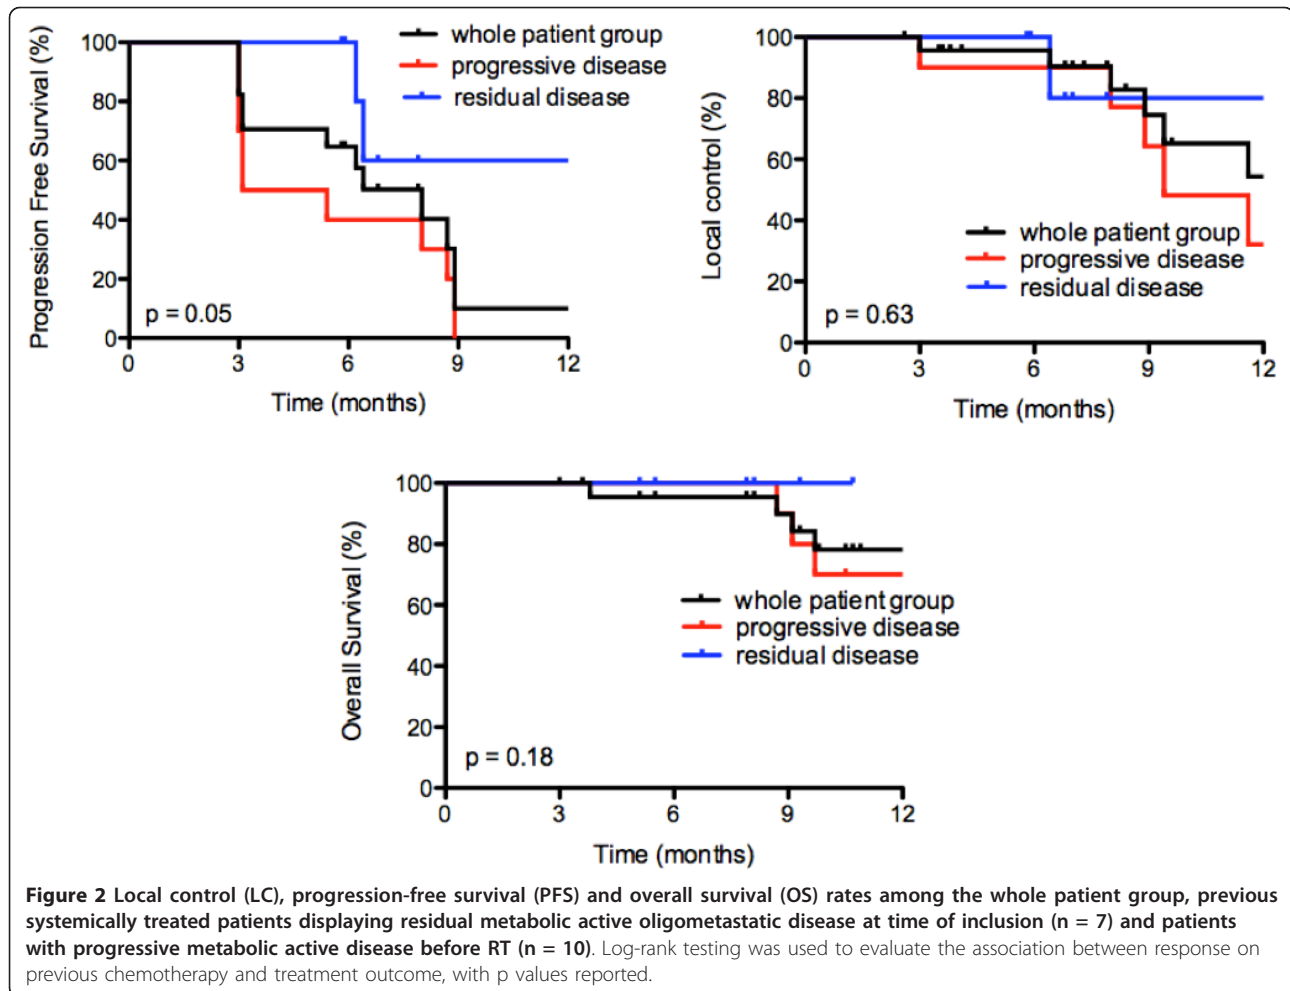 Progression Free Survival (%)
100
80
60
40
20
0
0 3 6 9 12
Time (months)
whole patient group
progressive disease
residual disease
p = 0.05
Local control (%)
100
80
60
40
20
0
0 3 6 9 12
Time (months)
whole patient group
progressive disease
residual disease
p = 0.63
Overall Survival (%)
100
80
60
40
20
0
0 3 6 9 12
Time (months)
whole patient group
progressive disease
residual disease
p = 0.18
Figure 2 Local control (LC), progression-free survival (PFS) and overall survival (OS) rates among the whole patient group, previous
systemically treated patients displaying residual metabolic active oligometastatic disease at time of inclusion (n = 7) and patients
with progressive metabolic active disease before RT (n = 10). Log-rank testing was used to evaluate the association between response on
previous chemotherapy and treatment outcome, with p values reported.